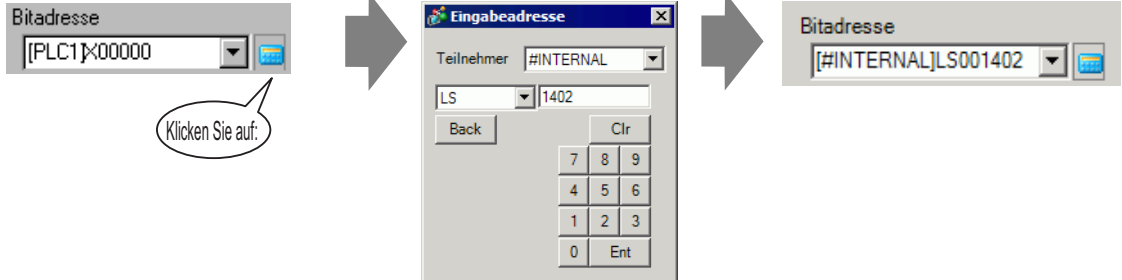 Bitadresse
[PLC1]X00000
Klicken Sie auf:
Eingabeadresse
Teilnehmer #INTERNAL
LS 1402
Back Clr
7 8 9
4 5 6
1 2 3
0 Ent
Bitadresse
[#INTERNAL]LS001402